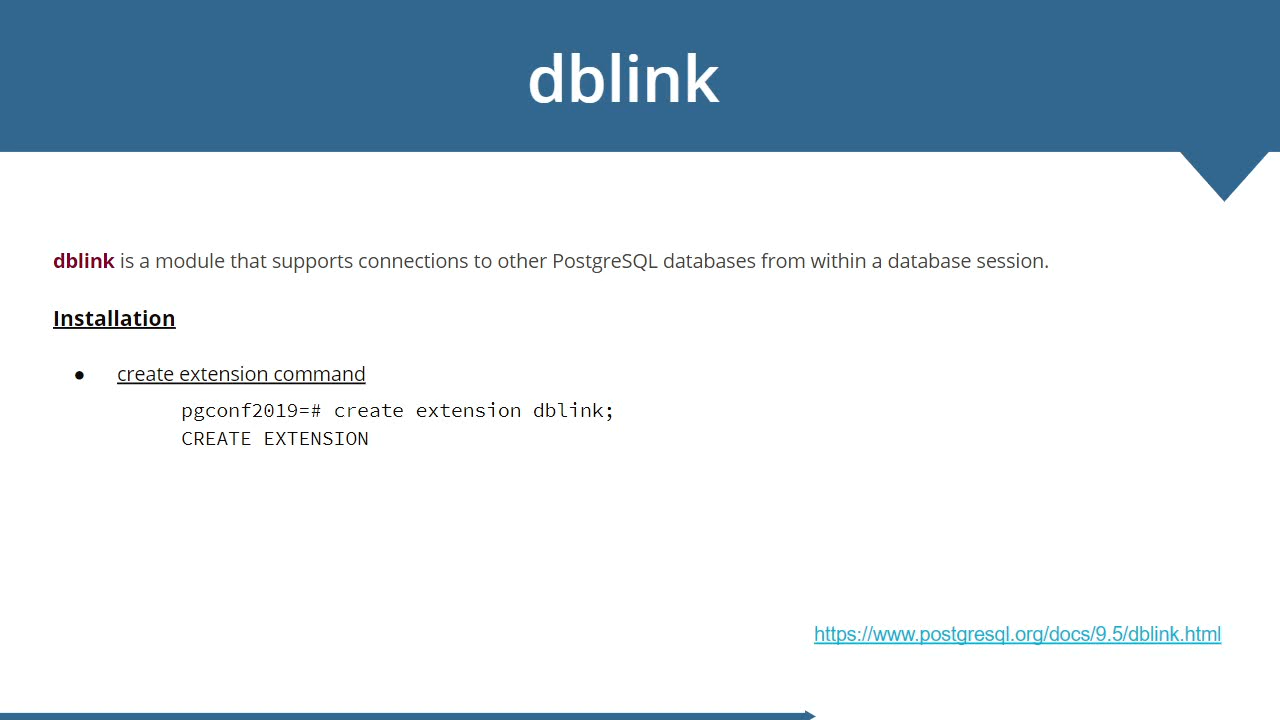 dblink
dblink is a module that supports connections to other PostgreSQL databases from within a database session.
Installation
● create extension command
pgconf2019=# create extension dblink;
CREATE EXTENSION
https://www.postgresql.org/docs/9.5/dblink.html